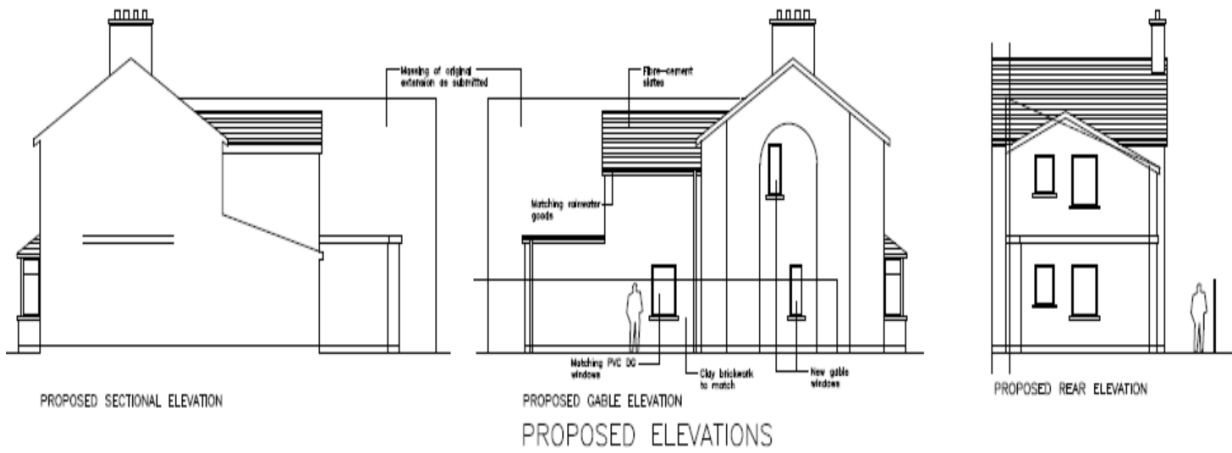 Massing of original
extension as submitted
Fibre-cement
slates
Matching rainwater
goods
Matching PVC DG
windows
Clay brickwork
to match
New gable
windows
PROPOSED SECTIONAL ELEVATION
PROPOSED GABLE ELEVATION
PROPOSED REAR ELEVATION
PROPOSED ELEVATIONS